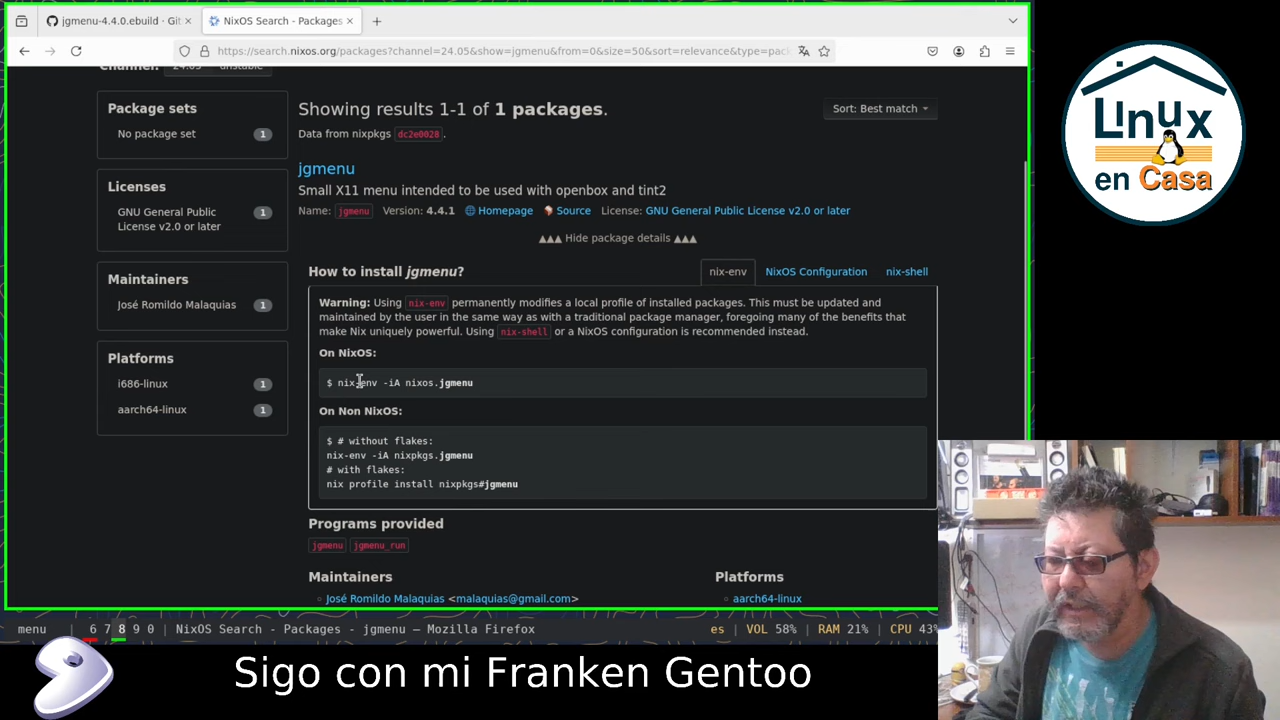 jgmenu-4.4.0.ebuild · Git
NixOS Search - Packages -
https://search.nixos.org/packages?channel=24.05&show=jgmenu&from=0&size=50&sort=relevance&type=pac
Channel: 24.05 unstable
Package sets
No package set 1
Licenses
GNU General Public
License v2.0 or later 1
Maintainers
José Romildo Malaquias 1
Platforms
i686-linux 1
aarch64-linux 1
Showing results 1-1 of 1 packages.
Sort: Best match
Data from nixpkgs dc2e0028 .
jgmenu
Small X11 menu intended to be used with openbox and tint2
Name: jgmenu Version: 4.4.1 Homepage Source License: GNU General Public License v2.0 or later
▲▲▲ Hide package details ▲▲▲
How to install jgmenu?
nix-env NixOS Configuration nix-shell
Warning: Using nix-env permanently modifies a local profile of installed packages. This must be updated and
maintained by the user in the same way as with a traditional package manager, foregoing many of the benefits that
make Nix uniquely powerful. Using nix-shell or a NixOS configuration is recommended instead.
On NixOS:
$ nix-env -iA nixos.jgmenu
On Non NixOS:
$ # without flakes:
nix-env -iA nixpkgs.jgmenu
# with flakes:
nix profile install nixpkgs#jgmenu
Programs provided
jgmenu jgmenu_run
Maintainers
José Romildo Malaquias <malaquias@gmail.com>
Platforms
aarch64-linux
menu | 6 7 8 9 0 | NixOS Search - Packages - jgmenu — Mozilla Firefox
es | VOL 58% | RAM 21% | CPU 43%
Linux
en Casa
Sigo con mi Franken Gentoo